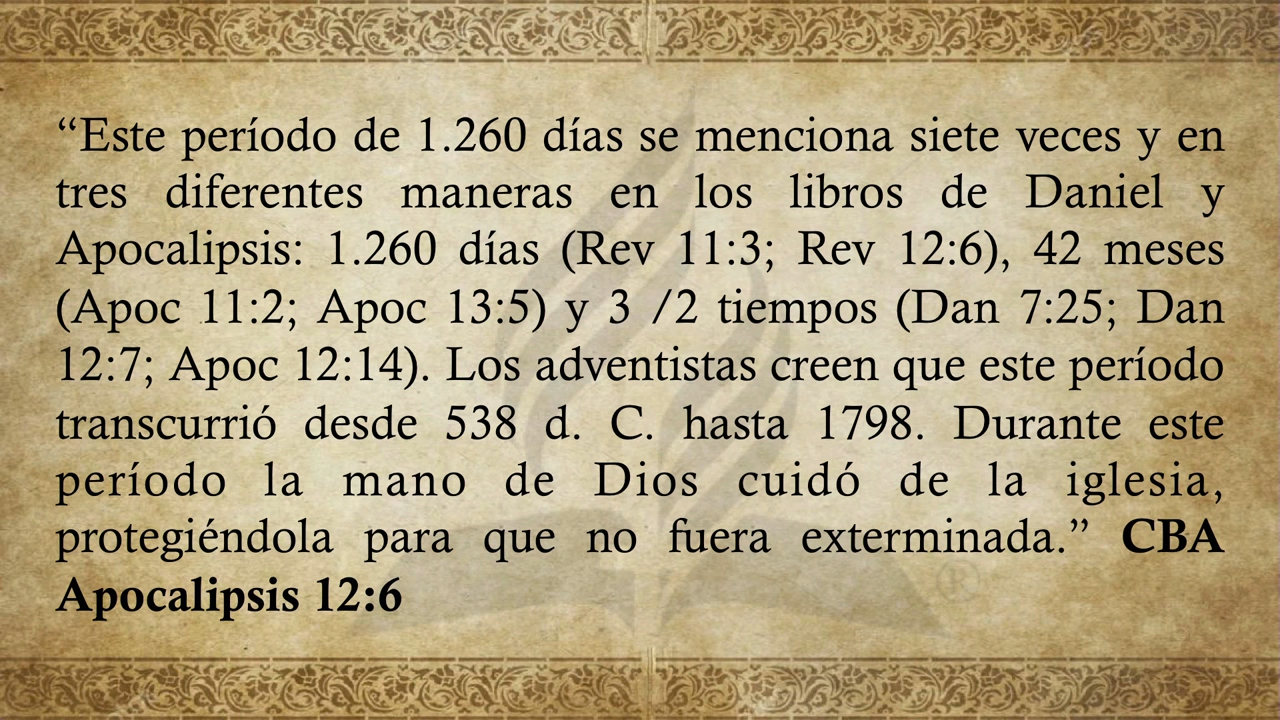 “Este período de 1.260 días se menciona siete veces y en
tres diferentes maneras en los libros de Daniel y
Apocalipsis: 1.260 días (Rev 11:3; Rev 12:6), 42 meses
(Apoc 11:2; Apoc 13:5) y 3 /2 tiempos (Dan 7:25; Dan
12:7; Apoc 12:14). Los adventistas creen que este período
transcurrió desde 538 d. C. hasta 1798. Durante este
período la mano de Dios cuidó de la iglesia,
protegiéndola para que no fuera exterminada.” CBA
Apocalipsis 12:6
®